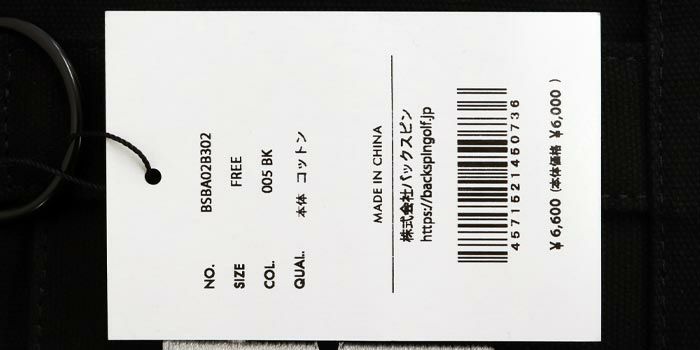 NO. BSBA02B302
SIZE FREE
COL. 005 BK
QUAL. 本体 コットン
MADE IN CHINA
株式会社バックスピン
https://backspingolf.jp
4571521450736
¥6,600 (本体価格 ¥6,000 )